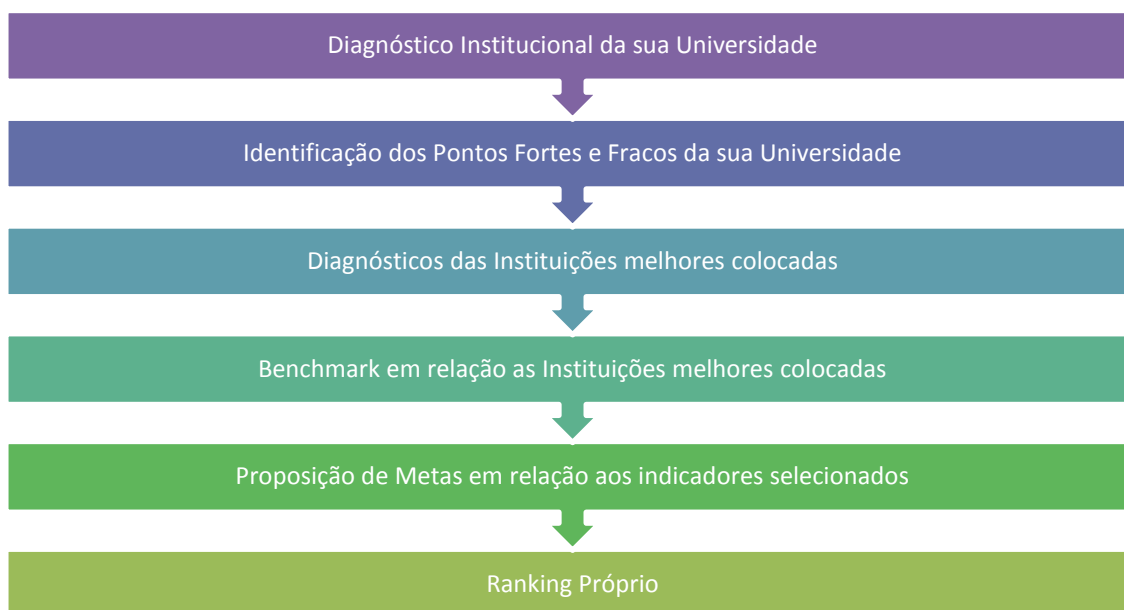 Diagnóstico Institucional da sua Universidade
Identificação dos Pontos Fortes e Fracos da sua Universidade
Diagnósticos das Instituições melhores colocadas
Benchmark em relação as Instituições melhores colocadas
Proposição de Metas em relação aos indicadores selecionados
Ranking Próprio